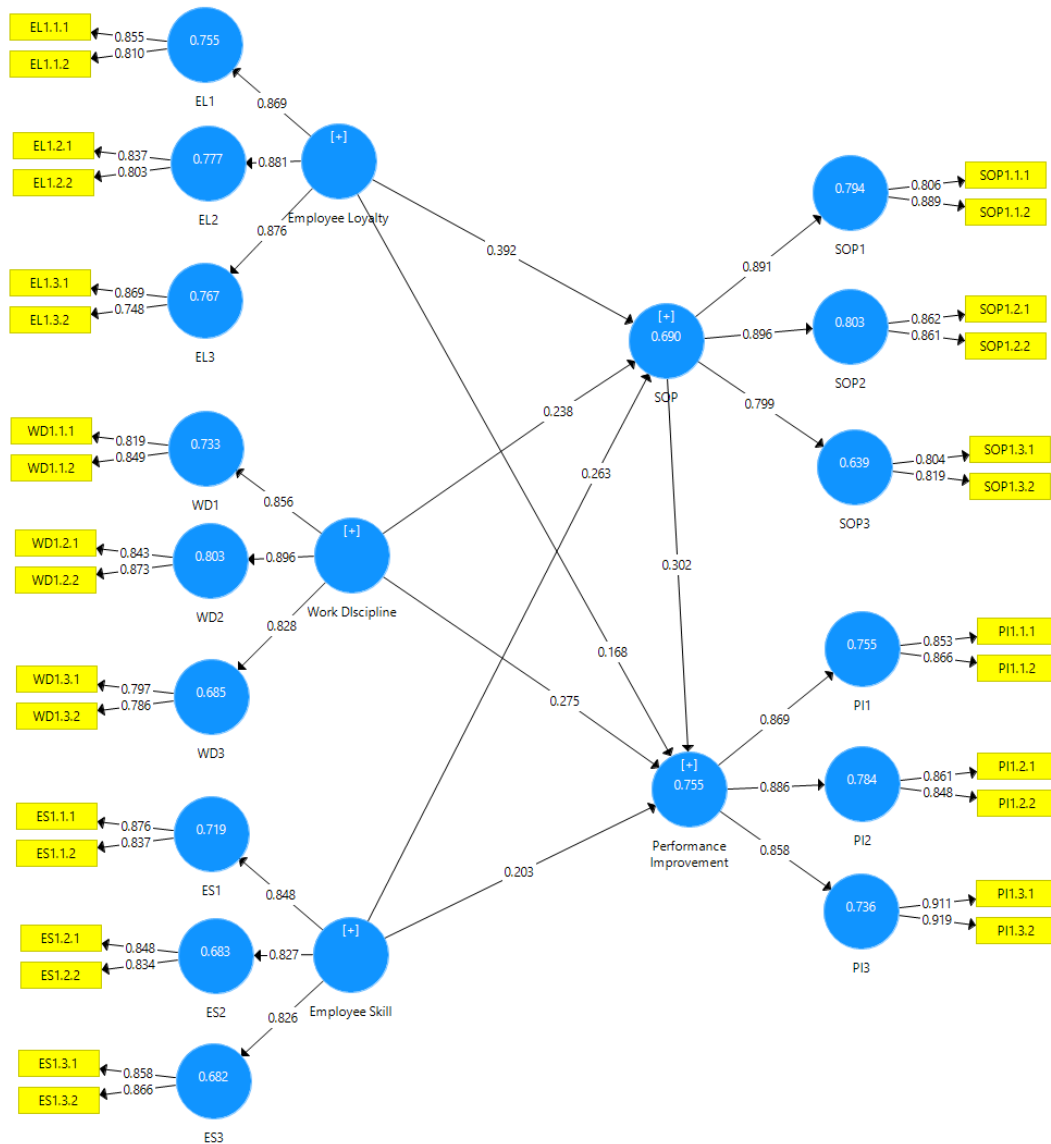 EL1.1.1
0.855
EL1.1.2
0.810
0.755
EL1
0.869
EL1.2.1
0.837
EL1.2.2
0.803
0.777
EL2
0.881
[+]
Employee Loyalty
0.876
EL1.3.1
0.869
EL1.3.2
0.748
0.767
EL3
0.392
0.168
WD1.1.1
0.819
WD1.1.2
0.849
0.733
WD1
0.856
WD1.2.1
0.843
WD1.2.2
0.873
0.803
WD2
0.896
[+]
Work DIscipline
0.828
WD1.3.1
0.797
WD1.3.2
0.786
0.685
WD3
0.238
0.275
ES1.1.1
0.876
ES1.1.2
0.837
0.719
ES1
0.848
ES1.2.1
0.848
ES1.2.2
0.834
0.683
ES2
0.827
[+]
Employee Skill
0.826
ES1.3.1
0.858
ES1.3.2
0.866
0.682
ES3
0.263
0.203
[+]
0.690
SOP
0.302
0.891
0.794
SOP1
0.806
SOP1.1.1
0.889
SOP1.1.2
0.896
0.803
SOP2
0.862
SOP1.2.1
0.861
SOP1.2.2
0.799
0.639
SOP3
0.804
SOP1.3.1
0.819
SOP1.3.2
[+]
0.755
Performance
Improvement
0.869
0.755
PI1
0.853
PI1.1.1
0.866
PI1.1.2
0.886
0.784
PI2
0.861
PI1.2.1
0.848
PI1.2.2
0.858
0.736
PI3
0.911
PI1.3.1
0.919
PI1.3.2